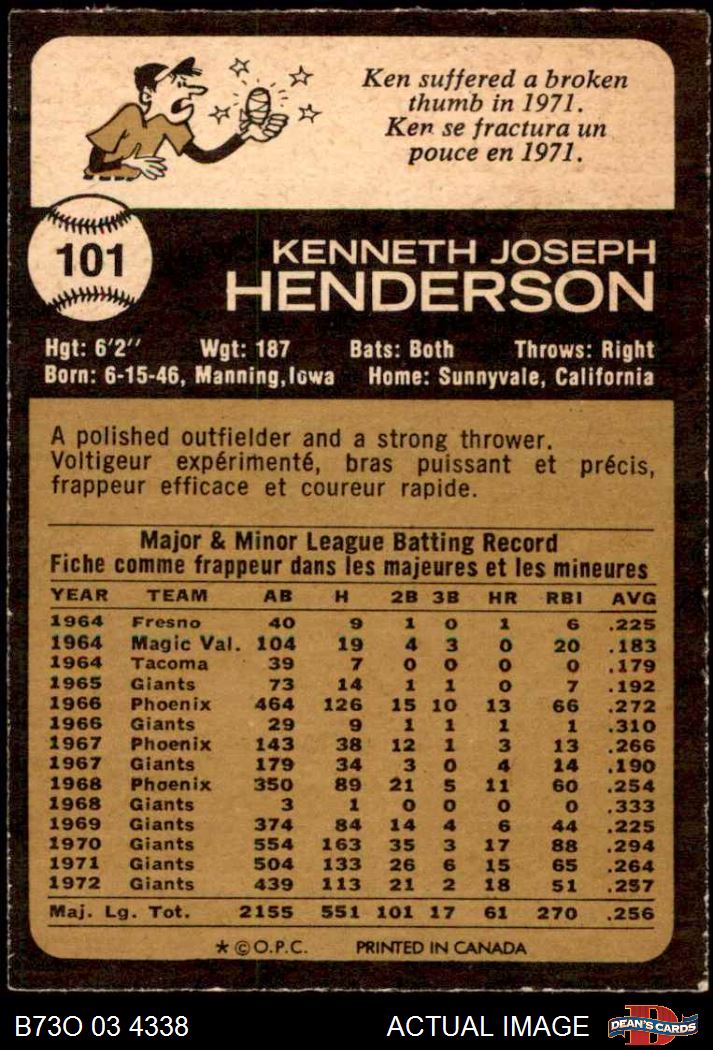 Ken suffered a broken
thumb in 1971.
Ken se fractura un
pouce en 1971.
101
KENNETH JOSEPH
HENDERSON
Hgt: 6'2'' Wgt: 187 Bats: Both Throws: Right
Born: 6-15-46, Manning,Iowa Home: Sunnyvale, California
A polished outfielder and a strong thrower.
Voltigeur expérimenté, bras puissant et précis,
frappeur efficace et coureur rapide.
Major & Minor League Batting Record
Fiche comme frappeur dans les majeures et les mineures
YEAR TEAM AB H 2B 3B HR RBI AVG
1964 Fresno 40 9 1 0 1 6 .225
1964 Magic Val. 104 19 4 3 0 20 .183
1964 Tacoma 39 7 0 0 0 0 .179
1965 Giants 73 14 1 1 0 7 .192
1966 Phoenix 464 126 15 10 13 66 .272
1966 Giants 29 9 1 1 1 1 .310
1967 Phoenix 143 38 12 1 3 13 .266
1967 Giants 179 34 3 0 4 14 .190
1968 Phoenix 350 89 21 5 11 60 .254
1968 Giants 3 1 0 0 0 0 .333
1969 Giants 374 84 14 4 6 44 .225
1970 Giants 554 163 35 3 17 88 .294
1971 Giants 504 133 26 6 15 65 .264
1972 Giants 439 113 21 2 18 51 .257
Maj. Lg. Tot. 2155 551 101 17 61 270 .256
* © O.P.C. PRINTED IN CANADA
B73O 03 4338 ACTUAL IMAGE D DEAN'S CARDS